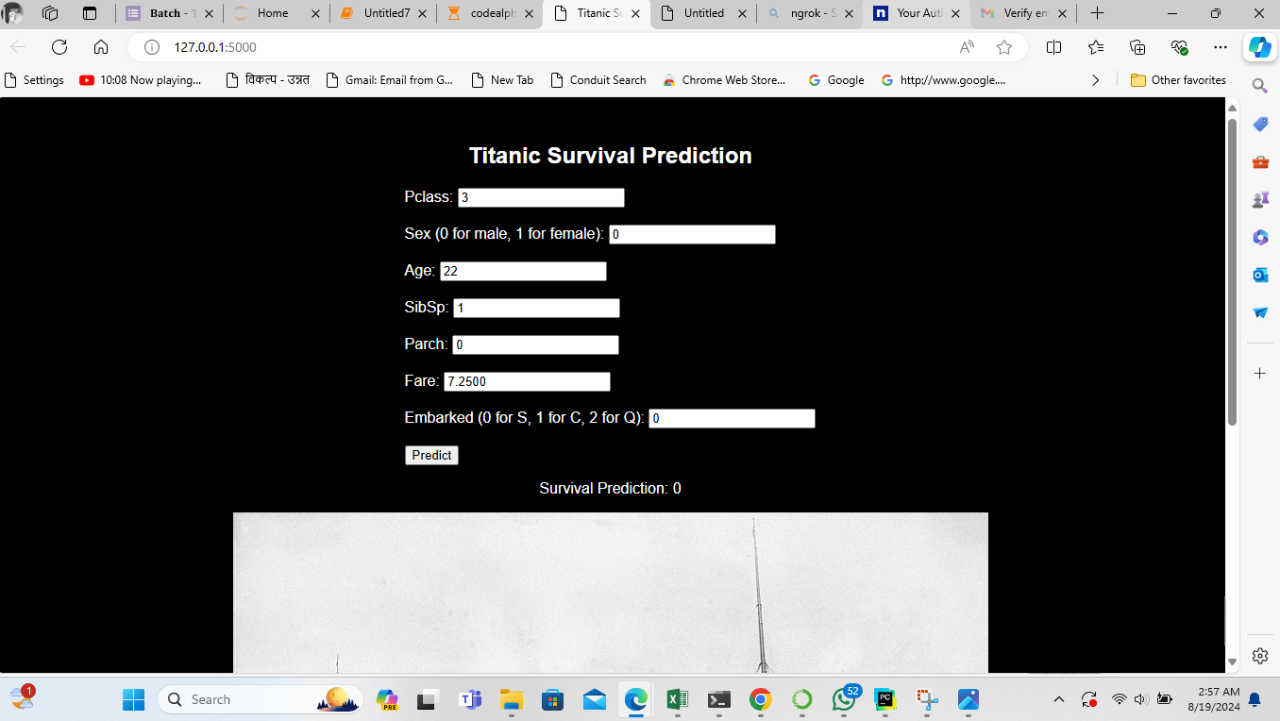 Batch - T
Home
Untitled7
codealph
Titanic Su
Untitled
ngrok - S
Your Auth
Verify em
127.0.0.1:5000
Settings
10:08 Now playing...
विकल्प - उन्नत
Gmail: Email from G...
New Tab
Conduit Search
Chrome Web Store...
Google
http://www.google....
Other favorites
Titanic Survival Prediction
Pclass: 3
Sex (0 for male, 1 for female): 0
Age: 22
SibSp: 1
Parch: 0
Fare: 7.2500
Embarked (0 for S, 1 for C, 2 for Q): 0
Predict
Survival Prediction: 0
1
Search
PRE
52
PC
2:57 AM
8/19/2024